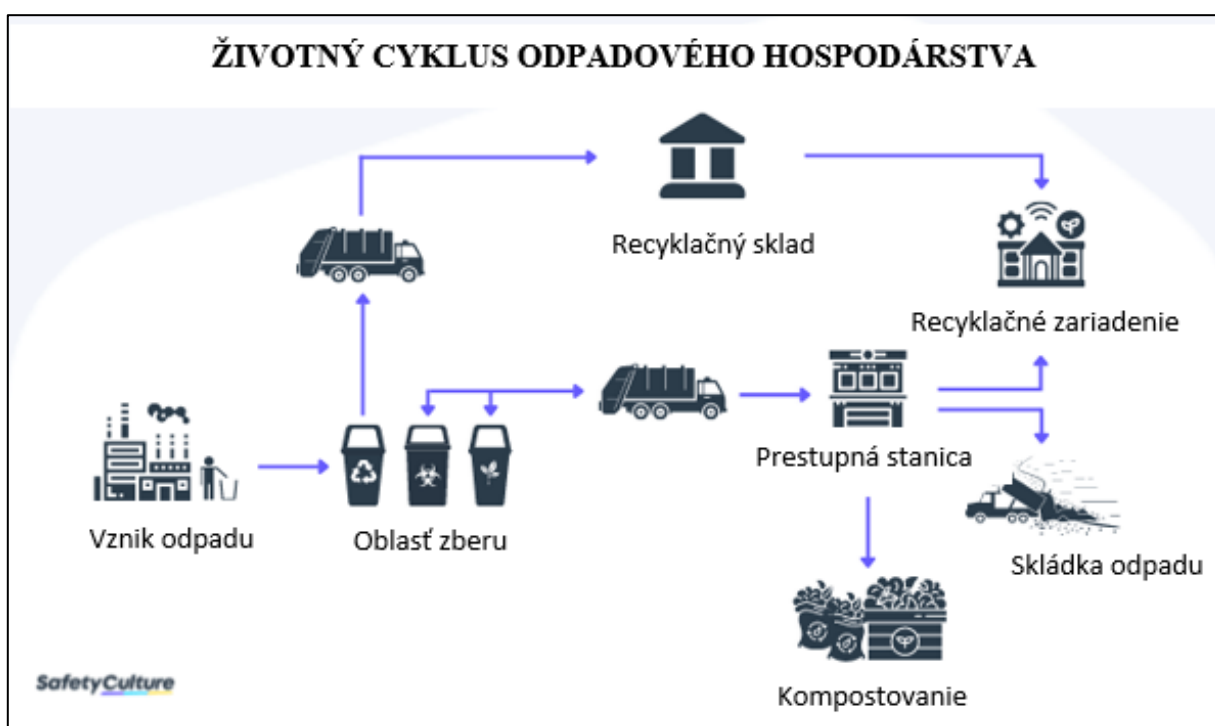 ŽIVOTNÝ CYKLUS ODPADOVÉHO HOSPODÁRSTVA
Recyklačný sklad
Recyklačné zariadenie
Prestupná stanica
Vznik odpadu
Oblasť zberu
Skládka odpadu
Kompostovanie
SafetyCulture